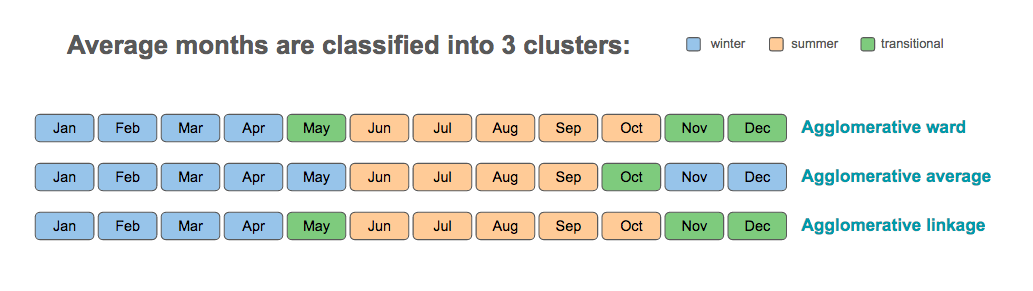 Average months are classified into 3 clusters: winter summer transitional
Jan Feb Mar Apr May Jun Jul Aug Sep Oct Nov Dec Agglomerative ward
Jan Feb Mar Apr May Jun Jul Aug Sep Oct Nov Dec Agglomerative average
Jan Feb Mar Apr May Jun Jul Aug Sep Oct Nov Dec Agglomerative linkage